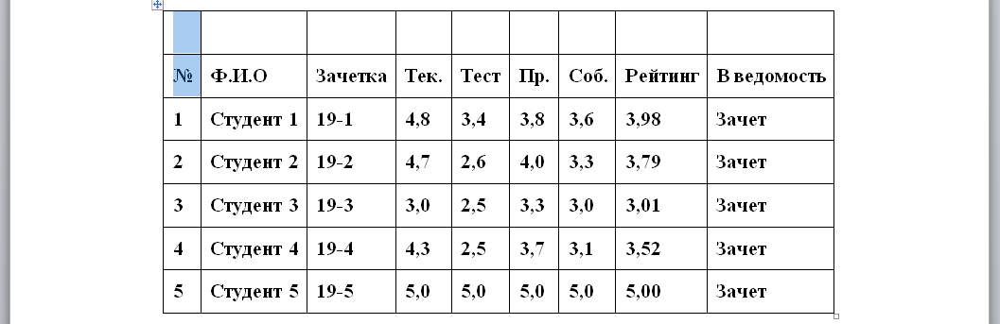 № Ф.И.О Зачетка Тек. Тест Пр. Соб. Рейтинг В ведомость
1 Студент 1 19-1 4,8 3,4 3,8 3,6 3,98 Зачет
2 Студент 2 19-2 4,7 2,6 4,0 3,3 3,79 Зачет
3 Студент 3 19-3 3,0 2,5 3,3 3,0 3,01 Зачет
4 Студент 4 19-4 4,3 2,5 3,7 3,1 3,52 Зачет
5 Студент 5 19-5 5,0 5,0 5,0 5,0 5,00 Зачет